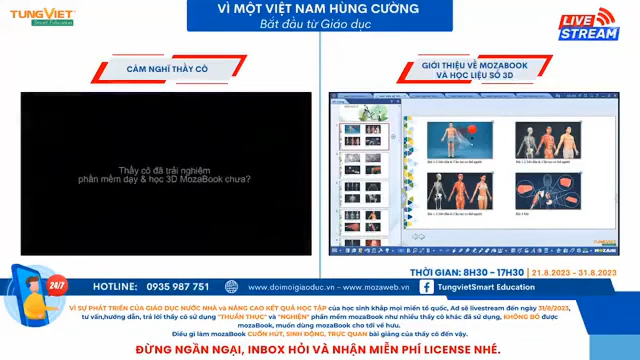 TUNG VIET
Smart Education
VÌ MỘT VIỆT NAM HÙNG CƯỜNG
Bắt đầu từ Giáo dục
LIVE
STREAM
CẢM NGHĨ THẦY CÔ
GIỚI THIỆU VỀ MOZABOOK
VÀ HỌC LIỆU SỐ 3D
Thầy cô đã trải nghiệm
phần mềm dạy & học 3D MozaBook chưa?
TUNG VIET
THỜI GIAN: 8H30 - 17H30 | 21.8.2023 - 31.8.2023
24/7
HOTLINE: 0935 987 751
www.doimoigiaoduc.vn - www.mozaweb.vn
TungvietSmart Education
VÌ SỰ PHÁT TRIỂN CỦA GIÁO DỤC NƯỚC NHÀ và NÂNG CAO KẾT QUẢ HỌC TẬP của học sinh khắp mọi miền tổ quốc, Ad sẽ livestream đến ngày 31/8/2023,
tư vấn,hướng dẫn, trả lời thầy cô sử dụng "THUẦN THỤC" và "NGHIỆN" phần mềm mozaBook như nhiều thầy cô khác đã sử dụng, KHÔNG BỎ được
mozaBook, muốn dùng mozaBook cho tới về hưu.
Điều gì làm mozaBook CUỐN HÚT, SINH ĐỘNG, TRỰC QUAN bài giảng của thầy cô đến vậy.
ĐỪNG NGẦN NGẠI, INBOX HỎI VÀ NHẬN MIỄN PHÍ LICENSE NHÉ.